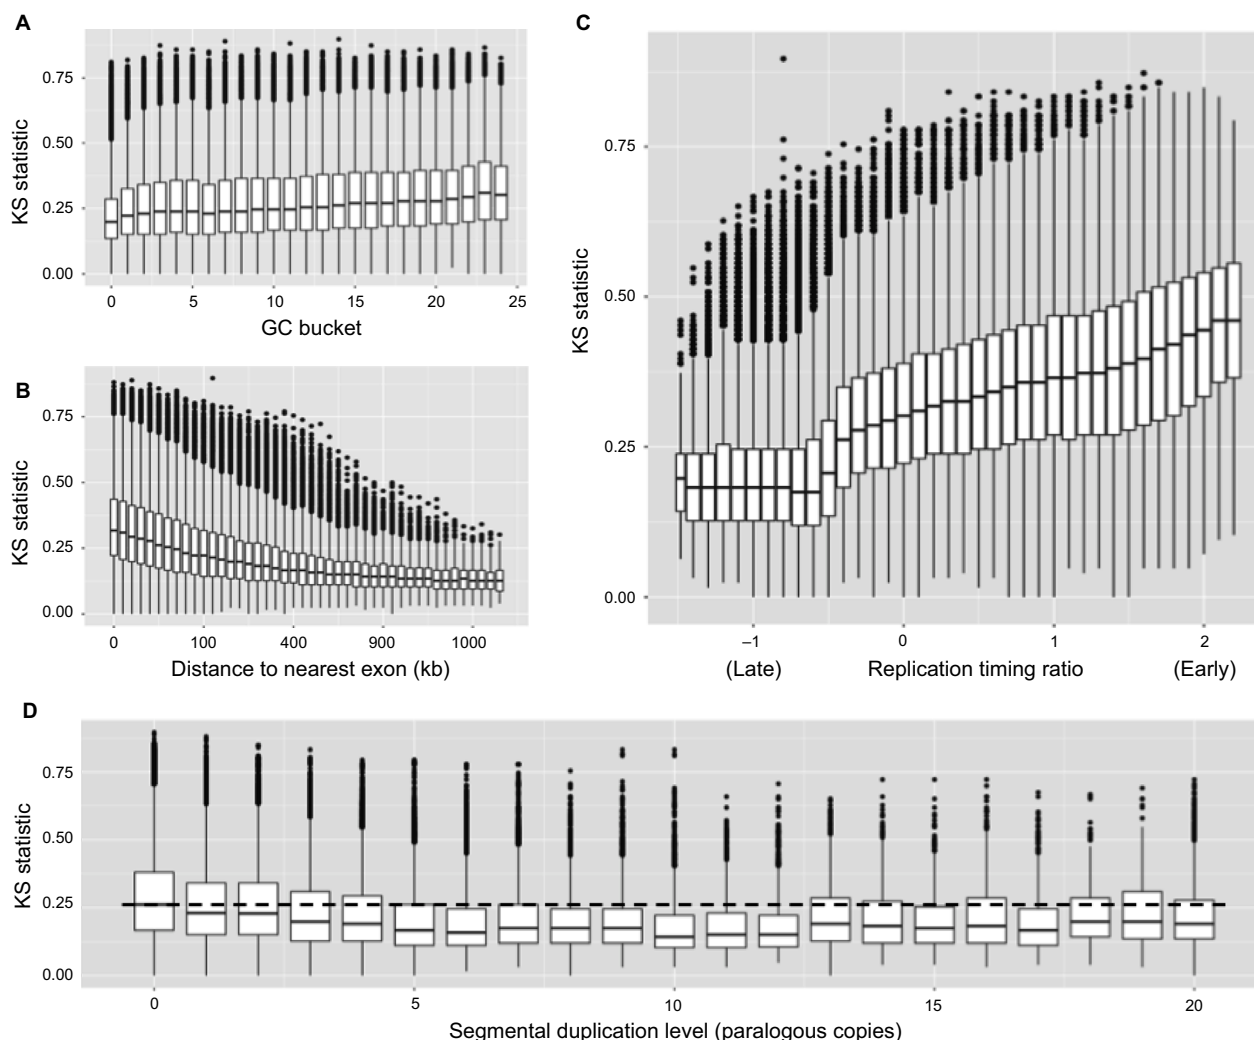 A
KS statistic
0.75
0.50
0.25
0.00
0 5 10 15 20 25
GC bucket
B
KS statistic
0.75
0.50
0.25
0.00
0 100 400 900 1000
Distance to nearest exon (kb)
C
KS statistic
0.75
0.50
0.25
0.00
–1 0 1 2
(Late) Replication timing ratio (Early)
D
KS statistic
0.75
0.50
0.25
0.00
0 5 10 15 20
Segmental duplication level (paralogous copies)